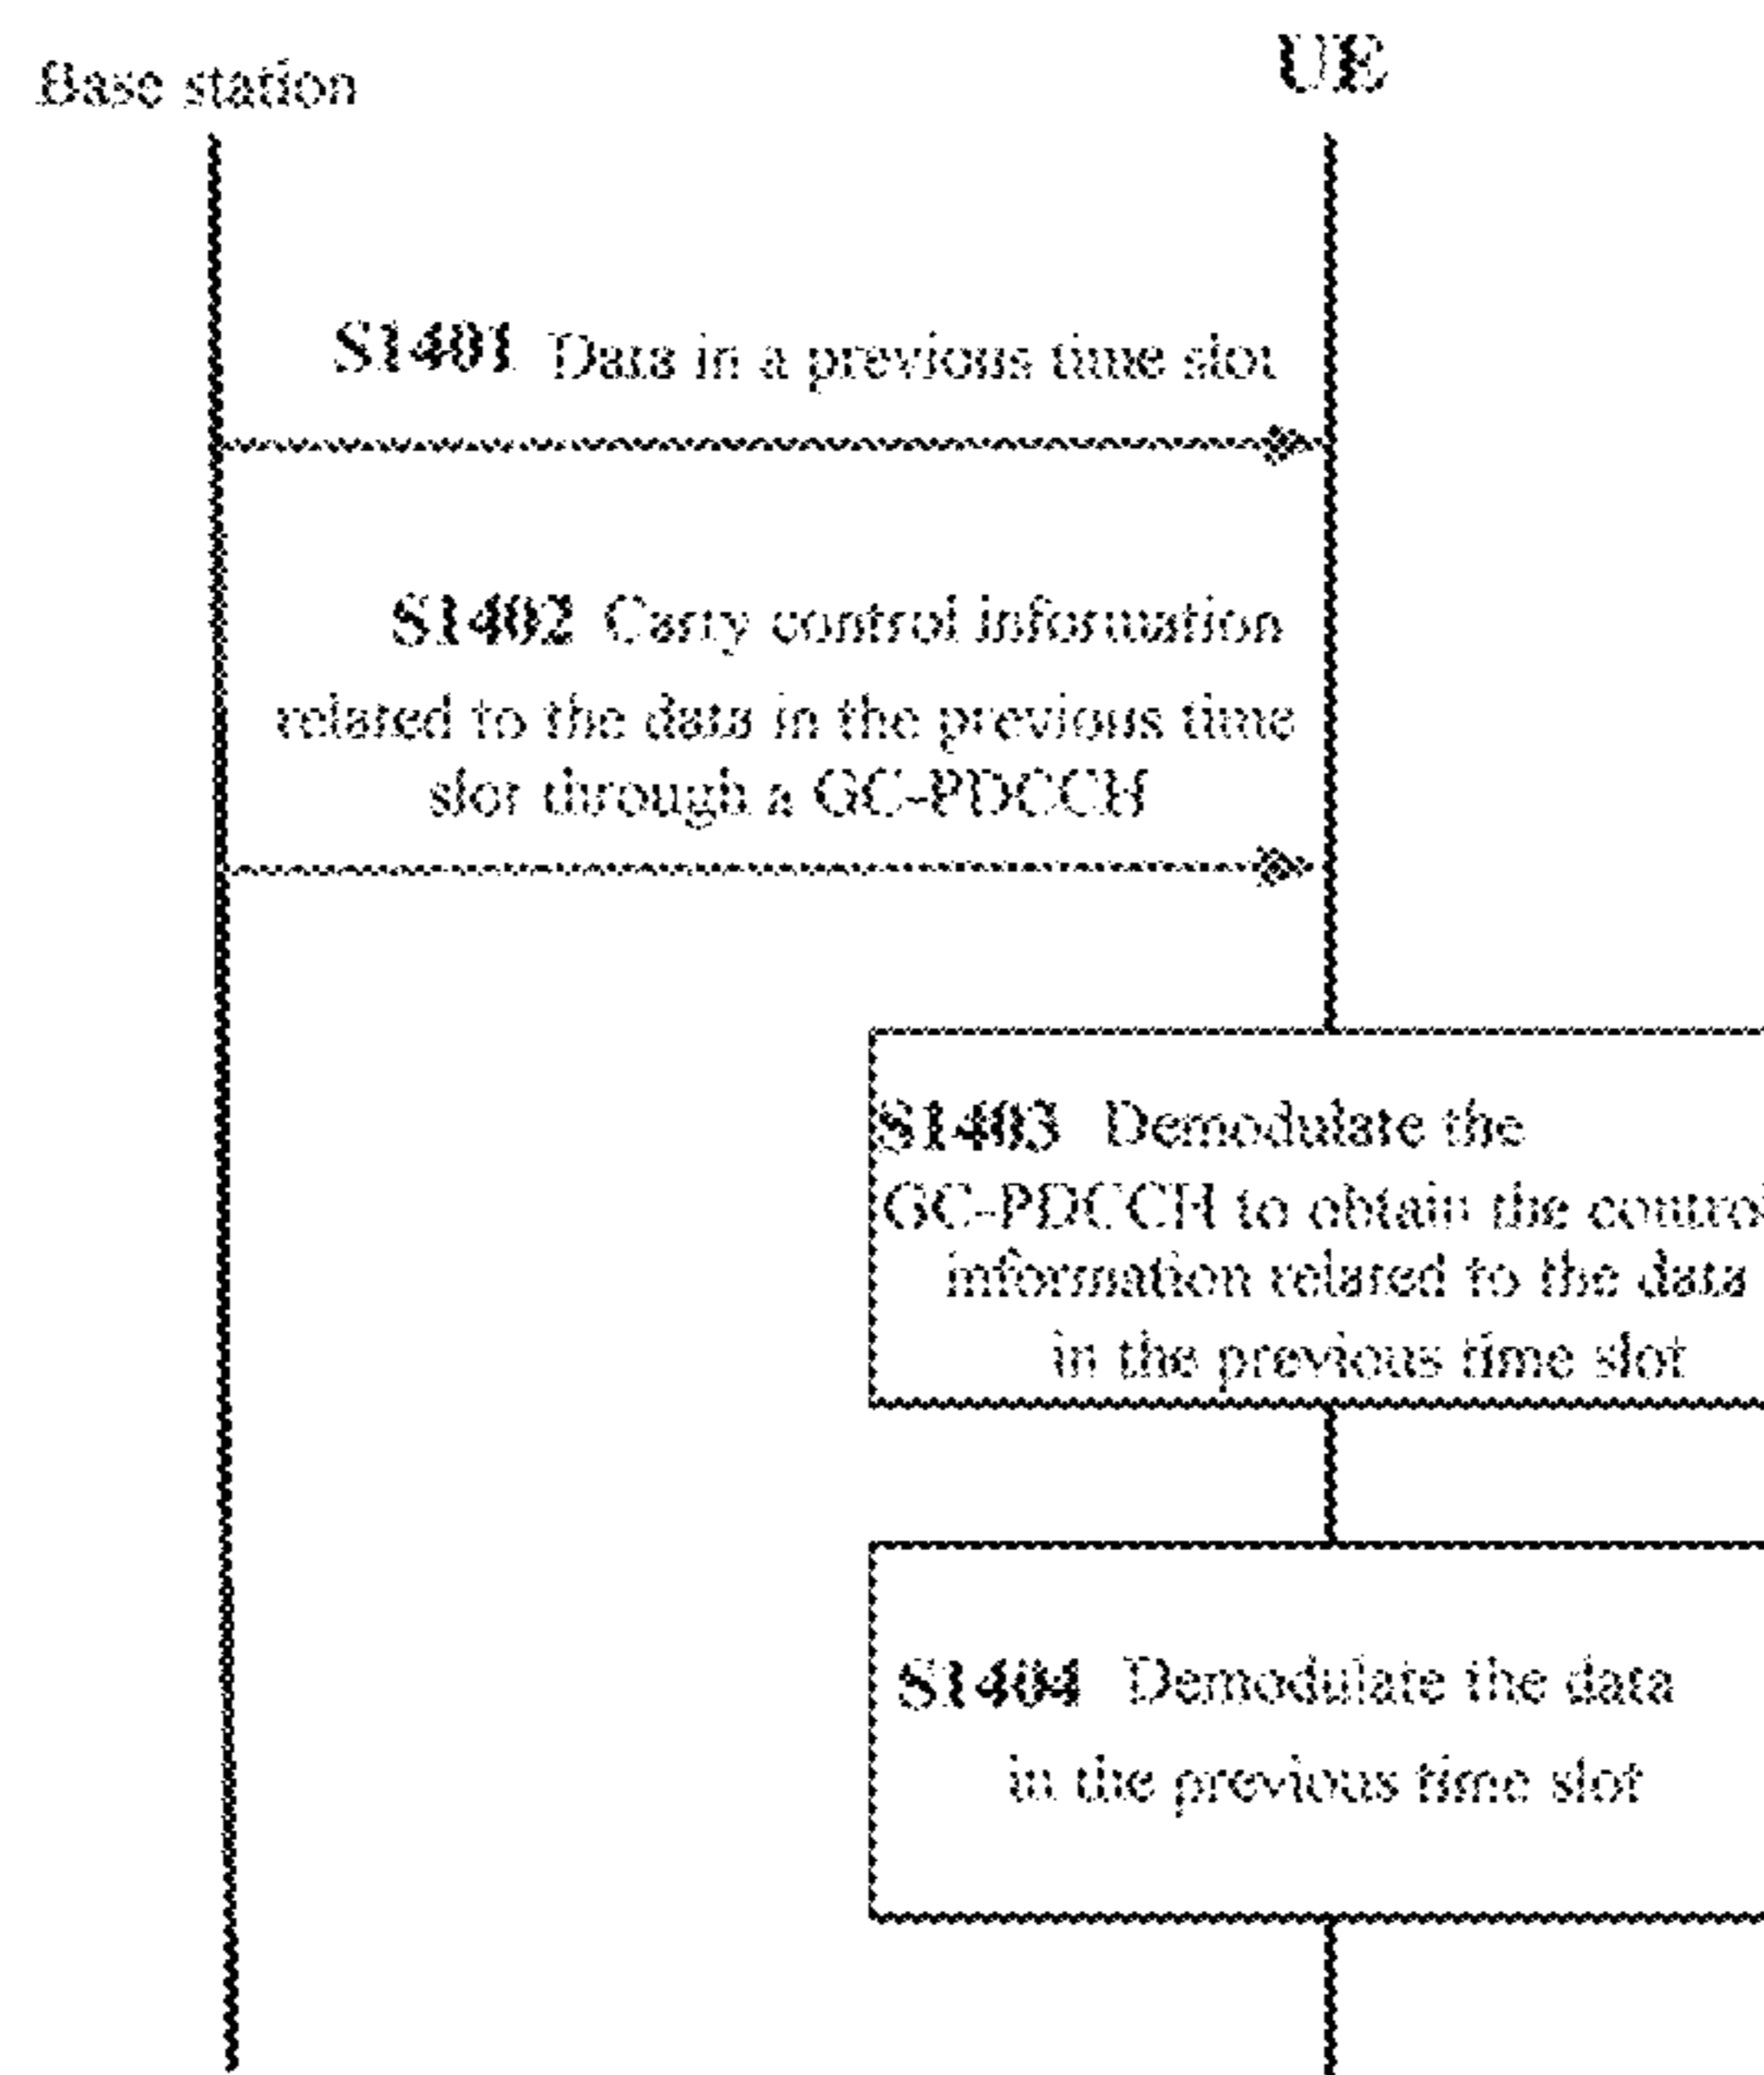 Base station
UE
S1401 Data in a previous time slot
S1402 Carry control information
related to the data in the previous time
slot through a GC-PDCCH
S1403 Demodulate the
GC-PDCCH to obtain the control
information related to the data
in the previous time slot
S1404 Demodulate the data
in the previous time slot